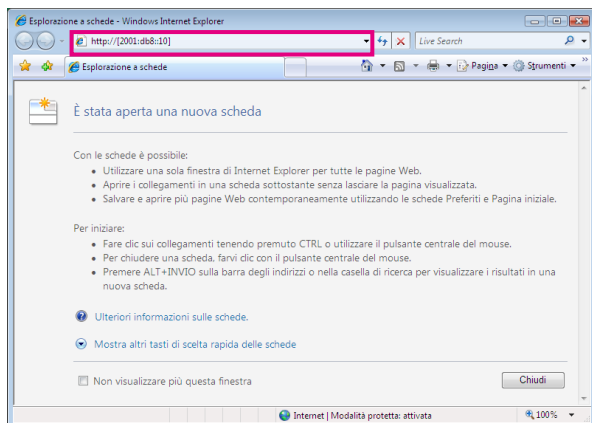 Esplorazione a schede - Windows Internet Explorer
http://[2001:db8::10]
Live Search
Esplorazione a schede
Pagina
Strumenti
È stata aperta una nuova scheda
Con le schede è possibile:
• Utilizzare una sola finestra di Internet Explorer per tutte le pagine Web.
• Aprire i collegamenti in una scheda sottostante senza lasciare la pagina visualizzata.
• Salvare e aprire più pagine Web contemporaneamente utilizzando le schede Preferiti e Pagina iniziale.
Per iniziare:
• Fare clic sui collegamenti tenendo premuto CTRL o utilizzare il pulsante centrale del mouse.
• Per chiudere una scheda. farvi clic con il pulsante centrale del mouse.
• Premere ALT+INVIO sulla barra degli indirizzi o nella casella di ricerca per visualizzare i risultati in una
nuova scheda.
Ulteriori informazioni sulle schede.
Mostra altri tasti di scelta rapida delle schede
Non visualizzare più questa finestra
Chiudi
Internet | Modalità protetta: attivata
100%